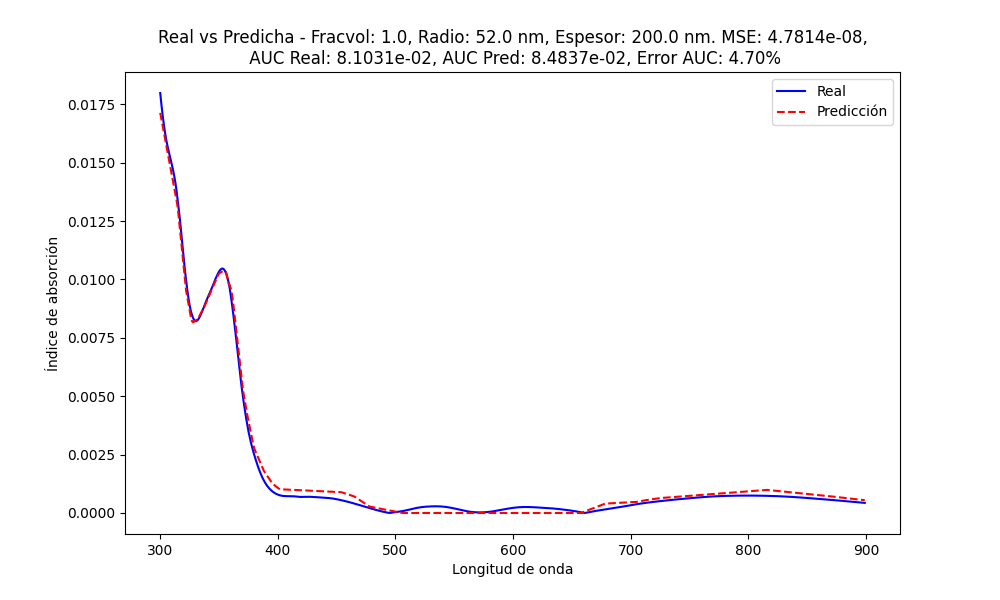 Real vs Predicha - Fracvol: 1.0, Radio: 52.0 nm, Espesor: 200.0 nm. MSE: 4.7814e-08,
AUC Real: 8.1031e-02, AUC Pred: 8.4837e-02, Error AUC: 4.70%
Real
Predicción
Índice de absorción
0.0175
0.0150
0.0125
0.0100
0.0075
0.0050
0.0025
0.0000
300 400 500 600 700 800 900
Longitud de onda